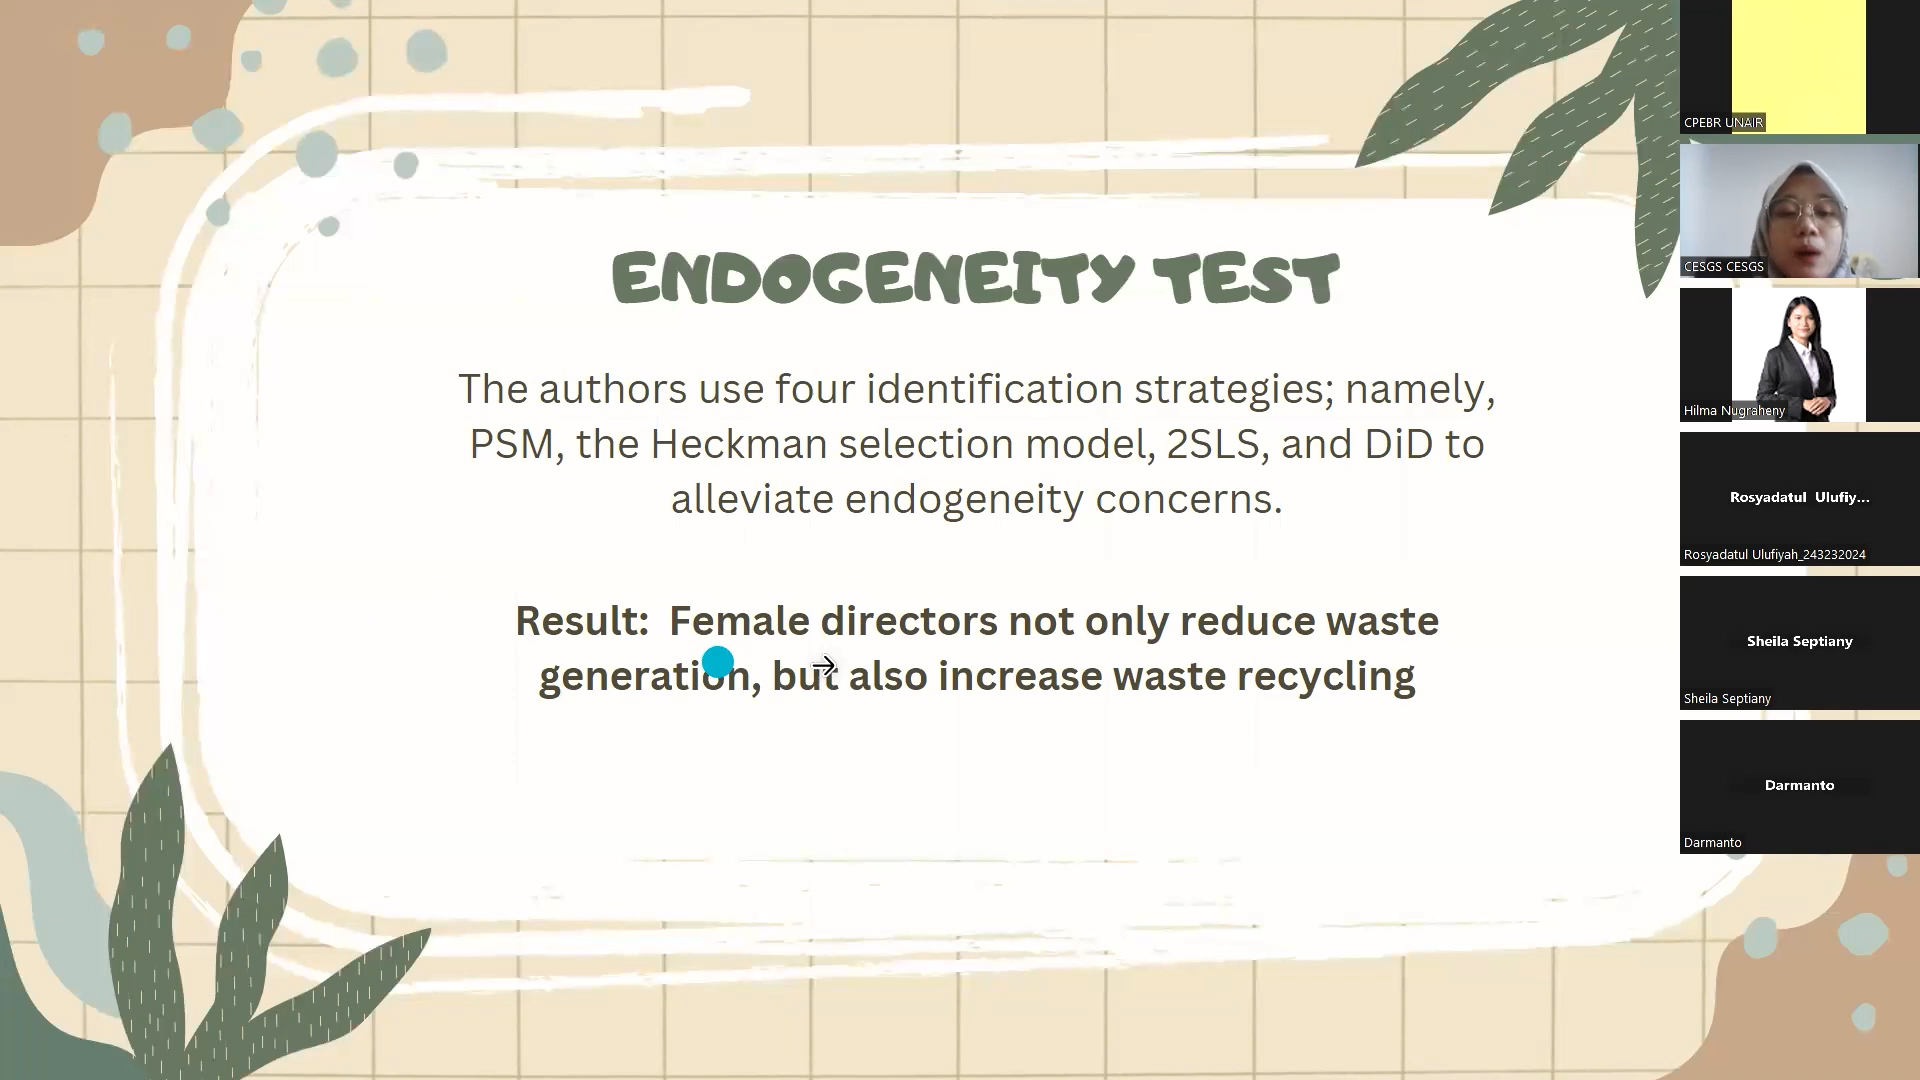 ENDOGENEITY TEST
The authors use four identification strategies; namely,
PSM, the Heckman selection model, 2SLS, and DiD to
alleviate endogeneity concerns.
Result:  Female directors not only reduce waste
generation, but also increase waste recycling
CPEBR UNAIR
CESGS CESGS
Hilma Nugraheny
Rosyadatul Ulufiy...
Rosyadatul Ulufiyah_243232024
Sheila Septiany
Sheila Septiany
Darmanto
Darmanto